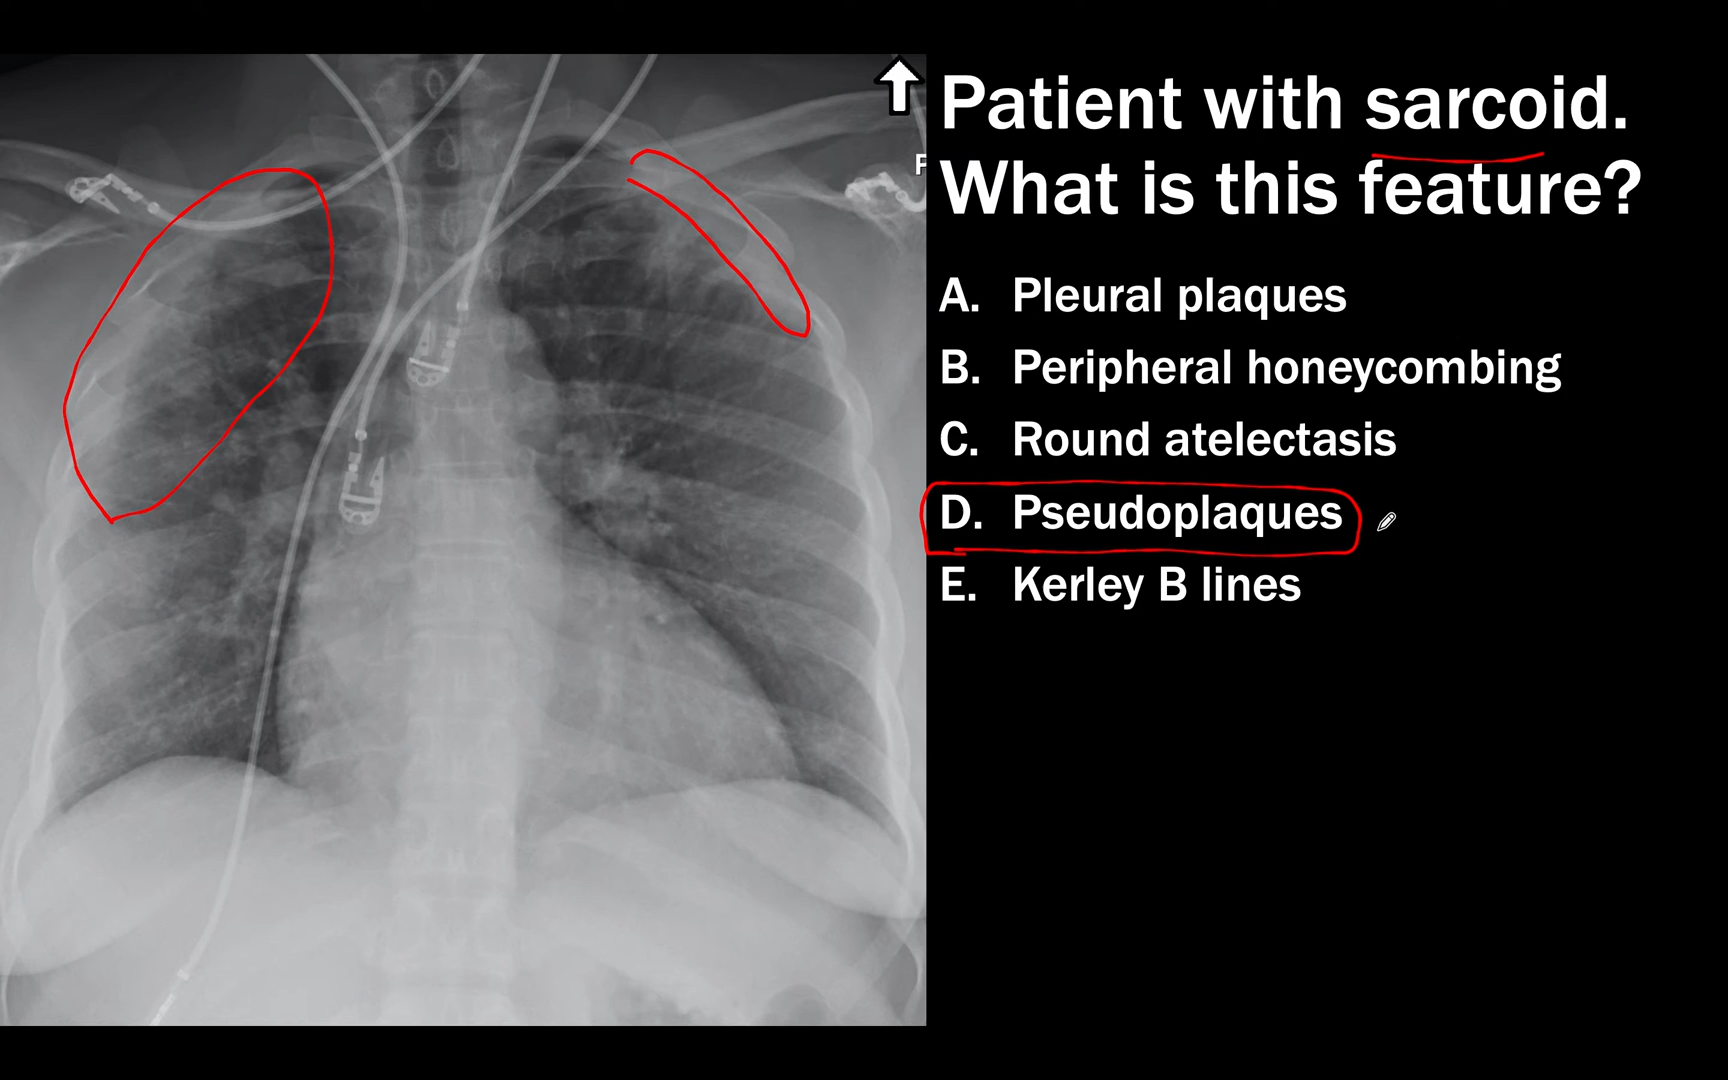 Patient with sarcoid.
What is this feature?
A. Pleural plaques
B. Peripheral honeycombing
C. Round atelectasis
D. Pseudoplaques
E. Kerley B lines